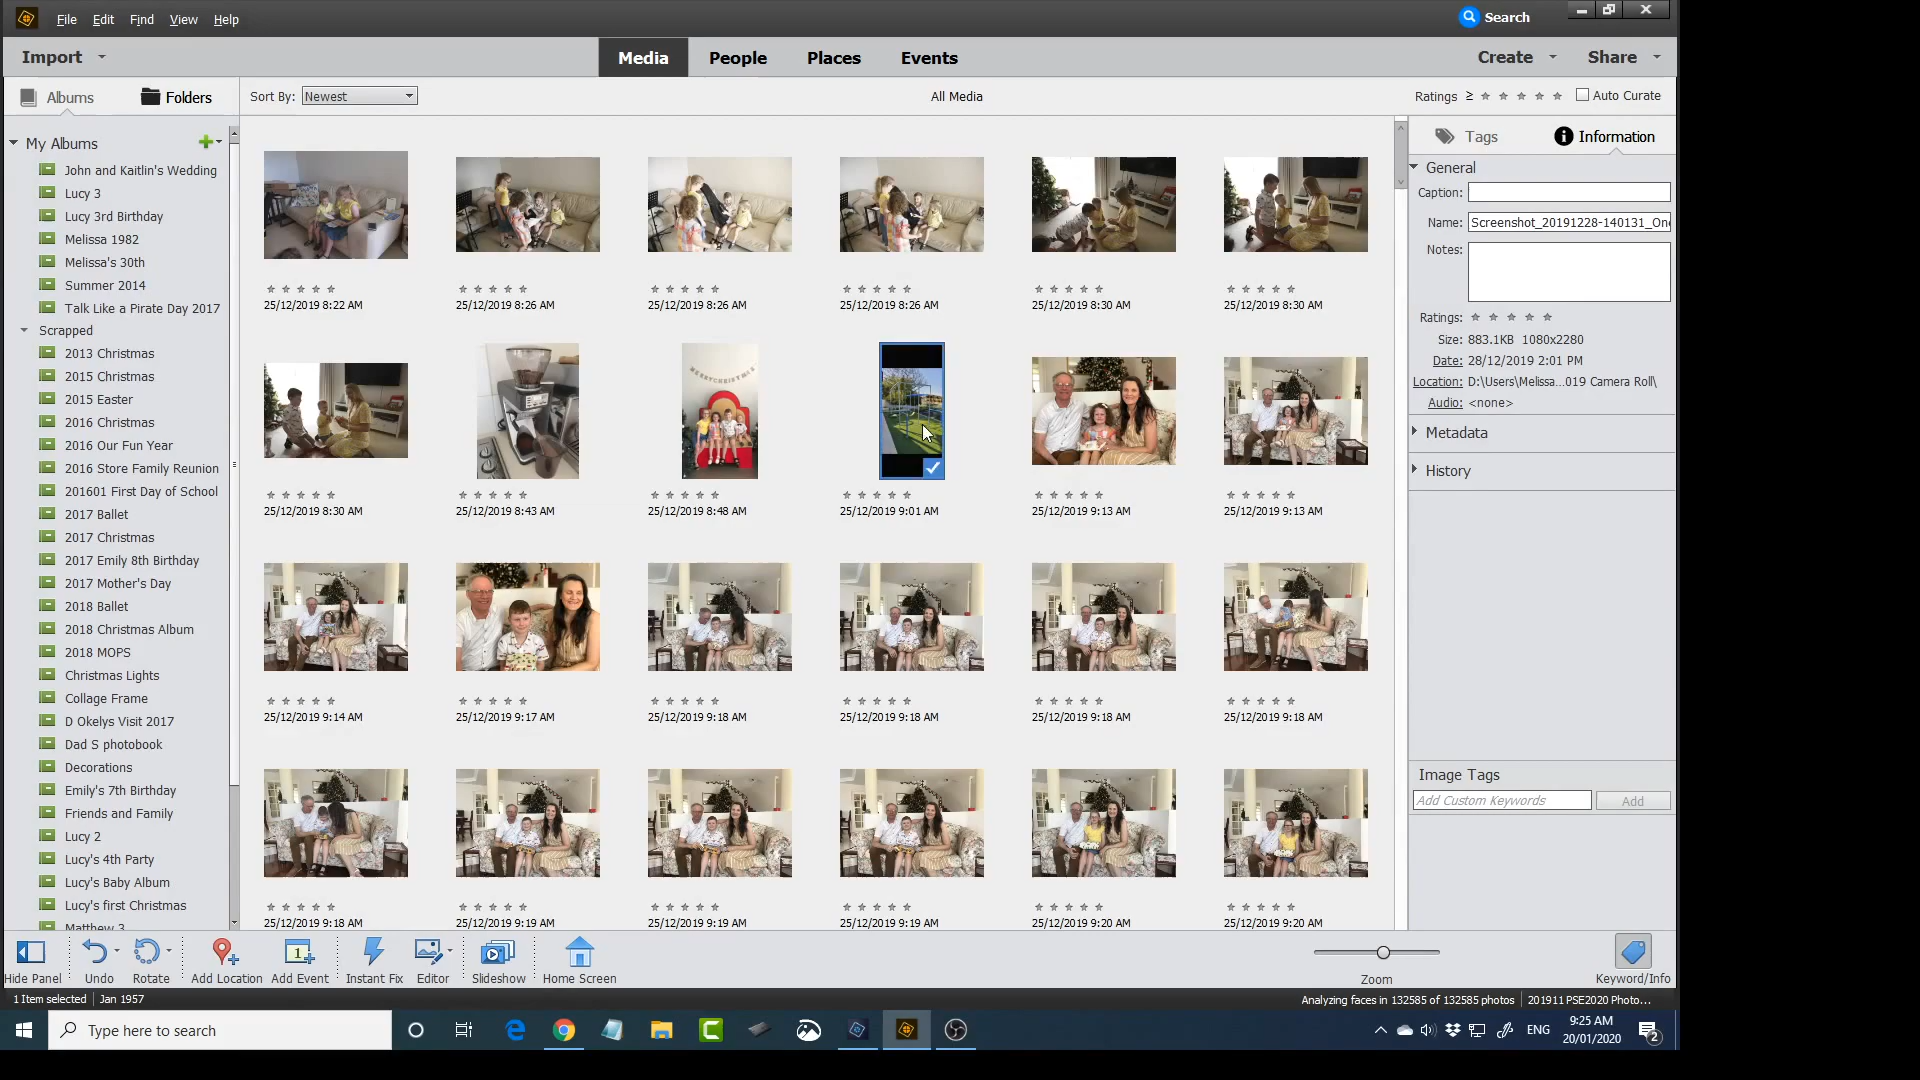 File Edit Find View Help
Search
Import
Media People Places Events
Create Share
Albums Folders
Sort By: Newest
All Media
Ratings ≥
Auto Curate
My Albums
John and Kaitlin's Wedding
Lucy 3
Lucy 3rd Birthday
Melissa 1982
Melissa's 30th
Summer 2014
Talk Like a Pirate Day 2017
Scrapped
2013 Christmas
2015 Christmas
2015 Easter
2016 Christmas
2016 Our Fun Year
2016 Store Family Reunion
201601 First Day of School
2017 Ballet
2017 Christmas
2017 Emily 8th Birthday
2017 Mother's Day
2018 Ballet
2018 Christmas Album
2018 MOPS
Christmas Lights
Collage Frame
D Okelys Visit 2017
Dad S photobook
Decorations
Emily's 7th Birthday
Friends and Family
Lucy 2
Lucy's 4th Party
Lucy's Baby Album
Lucy's first Christmas
Matthew 3
25/12/2019 8:22 AM 25/12/2019 8:26 AM 25/12/2019 8:26 AM 25/12/2019 8:26 AM 25/12/2019 8:30 AM 25/12/2019 8:30 AM
MERRY CHRISTMAS
25/12/2019 8:30 AM 25/12/2019 8:43 AM 25/12/2019 8:48 AM 25/12/2019 9:01 AM 25/12/2019 9:13 AM 25/12/2019 9:13 AM
25/12/2019 9:14 AM 25/12/2019 9:17 AM 25/12/2019 9:18 AM 25/12/2019 9:18 AM 25/12/2019 9:18 AM 25/12/2019 9:18 AM
25/12/2019 9:18 AM 25/12/2019 9:19 AM 25/12/2019 9:19 AM 25/12/2019 9:19 AM 25/12/2019 9:20 AM 25/12/2019 9:20 AM
Tags Information
General
Caption:
Name: Screenshot_20191228-140131_On
Notes:
Ratings:
Size: 883.1KB 1080x2280
Date: 28/12/2019 2:01 PM
Location: D:\Users\Melissa...019 Camera Roll\
Audio: <none>
Metadata
History
Image Tags
Add Custom Keywords Add
Hide Panel Undo Rotate Add Location Add Event Instant Fix Editor Slideshow Home Screen
Zoom
Keyword/Info
1 Item selected Jan 1957
Analyzing faces in 132585 of 132585 photos 201911 PSE2020 Photo...
Type here to search
ENG
9:25 AM
20/01/2020
2